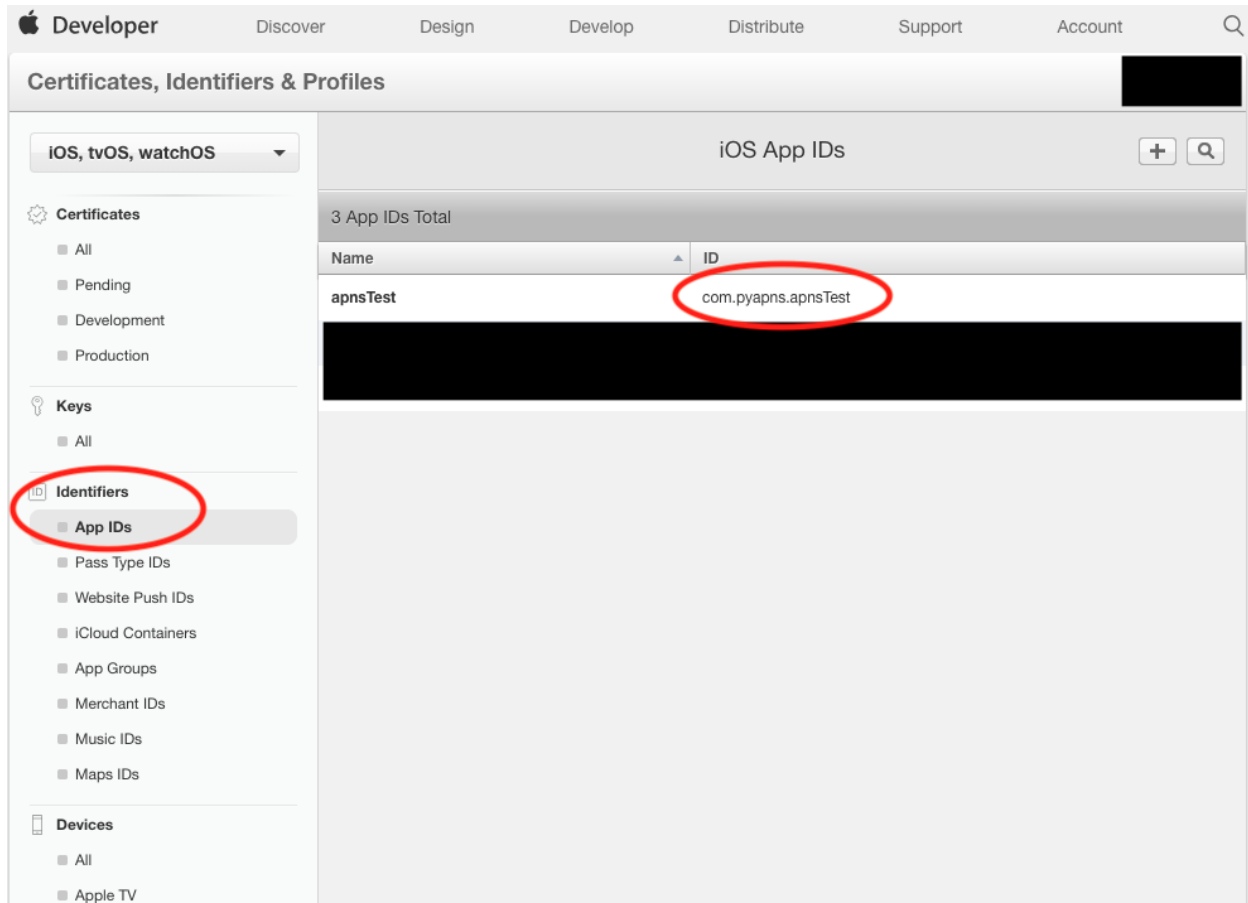 Developer Discover Design Develop Distribute Support Account
Certificates, Identifiers & Profiles
iOS, tvOS, watchOS
Certificates
All
Pending
Development
Production
Keys
All
ID Identifiers
App IDs
Pass Type IDs
Website Push IDs
iCloud Containers
App Groups
Merchant IDs
Music IDs
Maps IDs
Devices
All
Apple TV
iOS App IDs
3 App IDs Total
Name ID
apnsTest com.pyapns.apnsTest